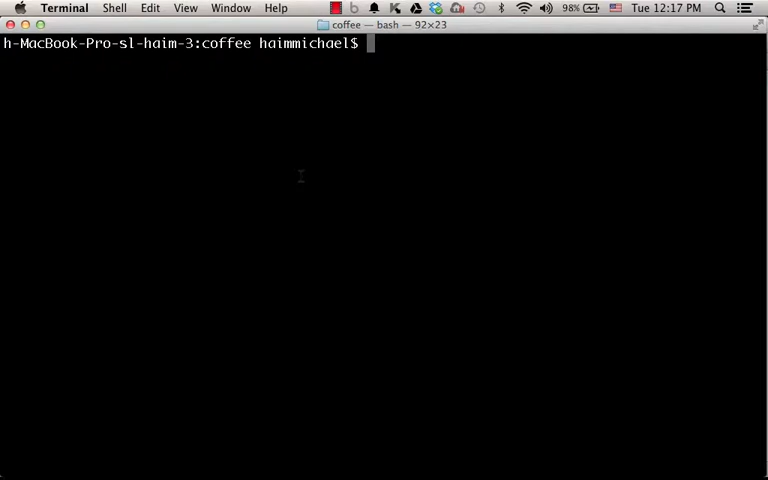 Terminal Shell Edit View Window Help 98% Tue 12:17 PM
coffee — bash — 92×23
h-MacBook-Pro-sl-haim-3:coffee haimmichael$